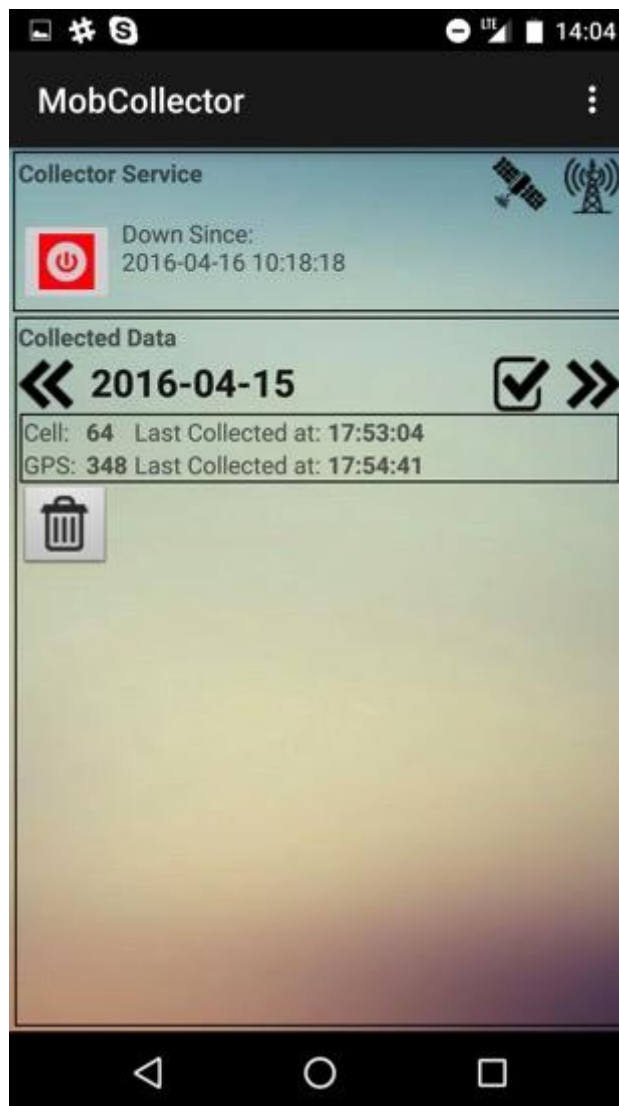 LTE 14:04
MobCollector
Collector Service
Down Since:
2016-04-16 10:18:18
Collected Data
2016-04-15
Cell: 64 Last Collected at: 17:53:04
GPS: 348 Last Collected at: 17:54:41